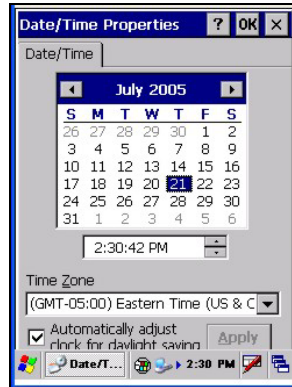 Date/Time Properties ? OK ×
Date/Time
July 2005
S M T W T F S
26 27 28 29 30 1 2
3 4 5 6 7 8 9
10 11 12 13 14 15 16
17 18 19 20 21 22 23
24 25 26 27 28 29 30
31 1 2 3 4 5 6
2:30:42 PM
Time Zone
(GMT-05:00) Eastern Time (US & C
Automatically adjust
clock for daylight saving
Apply
Date/T... 2:30 PM